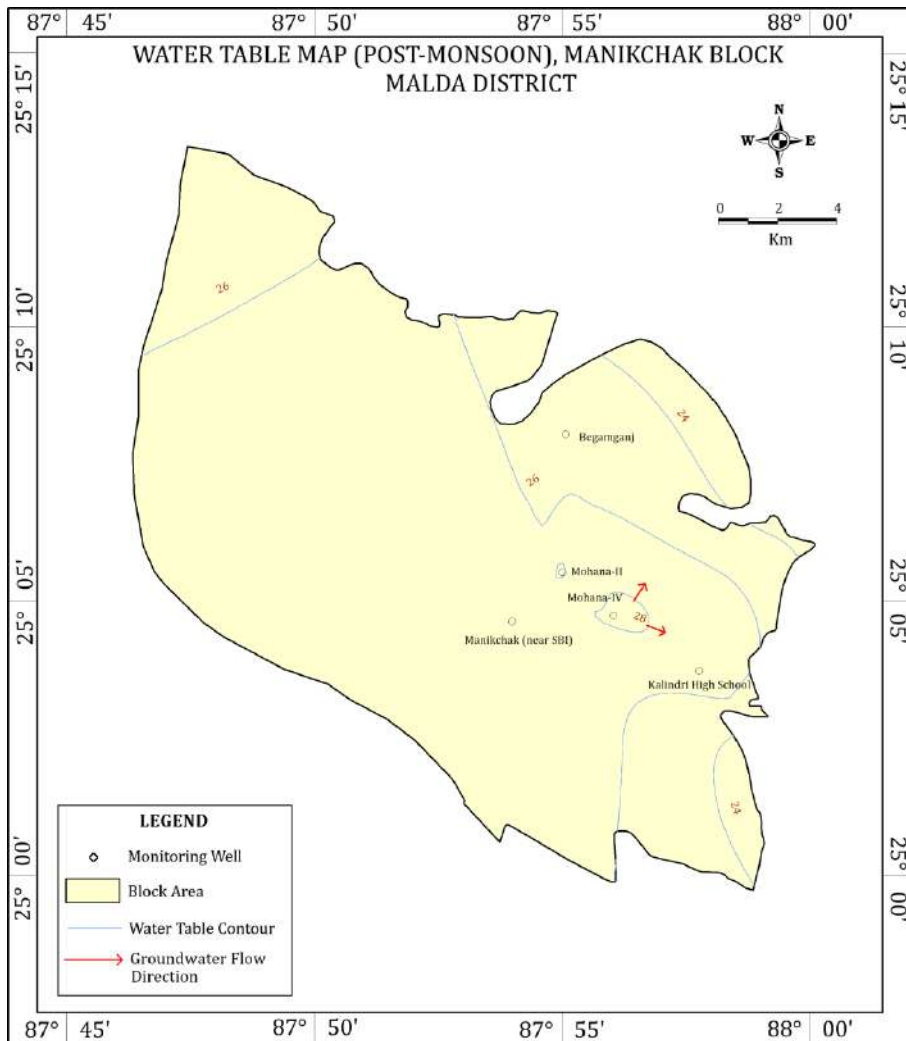 87° 45' 87° 50' 87° 55' 88° 00'
WATER TABLE MAP (POST-MONSOON), MANIKCHAK BLOCK
MALDA DISTRICT
25° 15'
25° 15'
N
W E
S
0 2 4
Km
26
25° 10'
25° 10'
24
Begamganj
26
Mohana-II
25° 05'
25° 05'
Mohana-IV
28
Manikchak (near SBI)
Kalindri High School
24
LEGEND
Monitoring Well
Block Area
Water Table Contour
Groundwater Flow
Direction
25° 00'
25° 00'
87° 45' 87° 50' 87° 55' 88° 00'